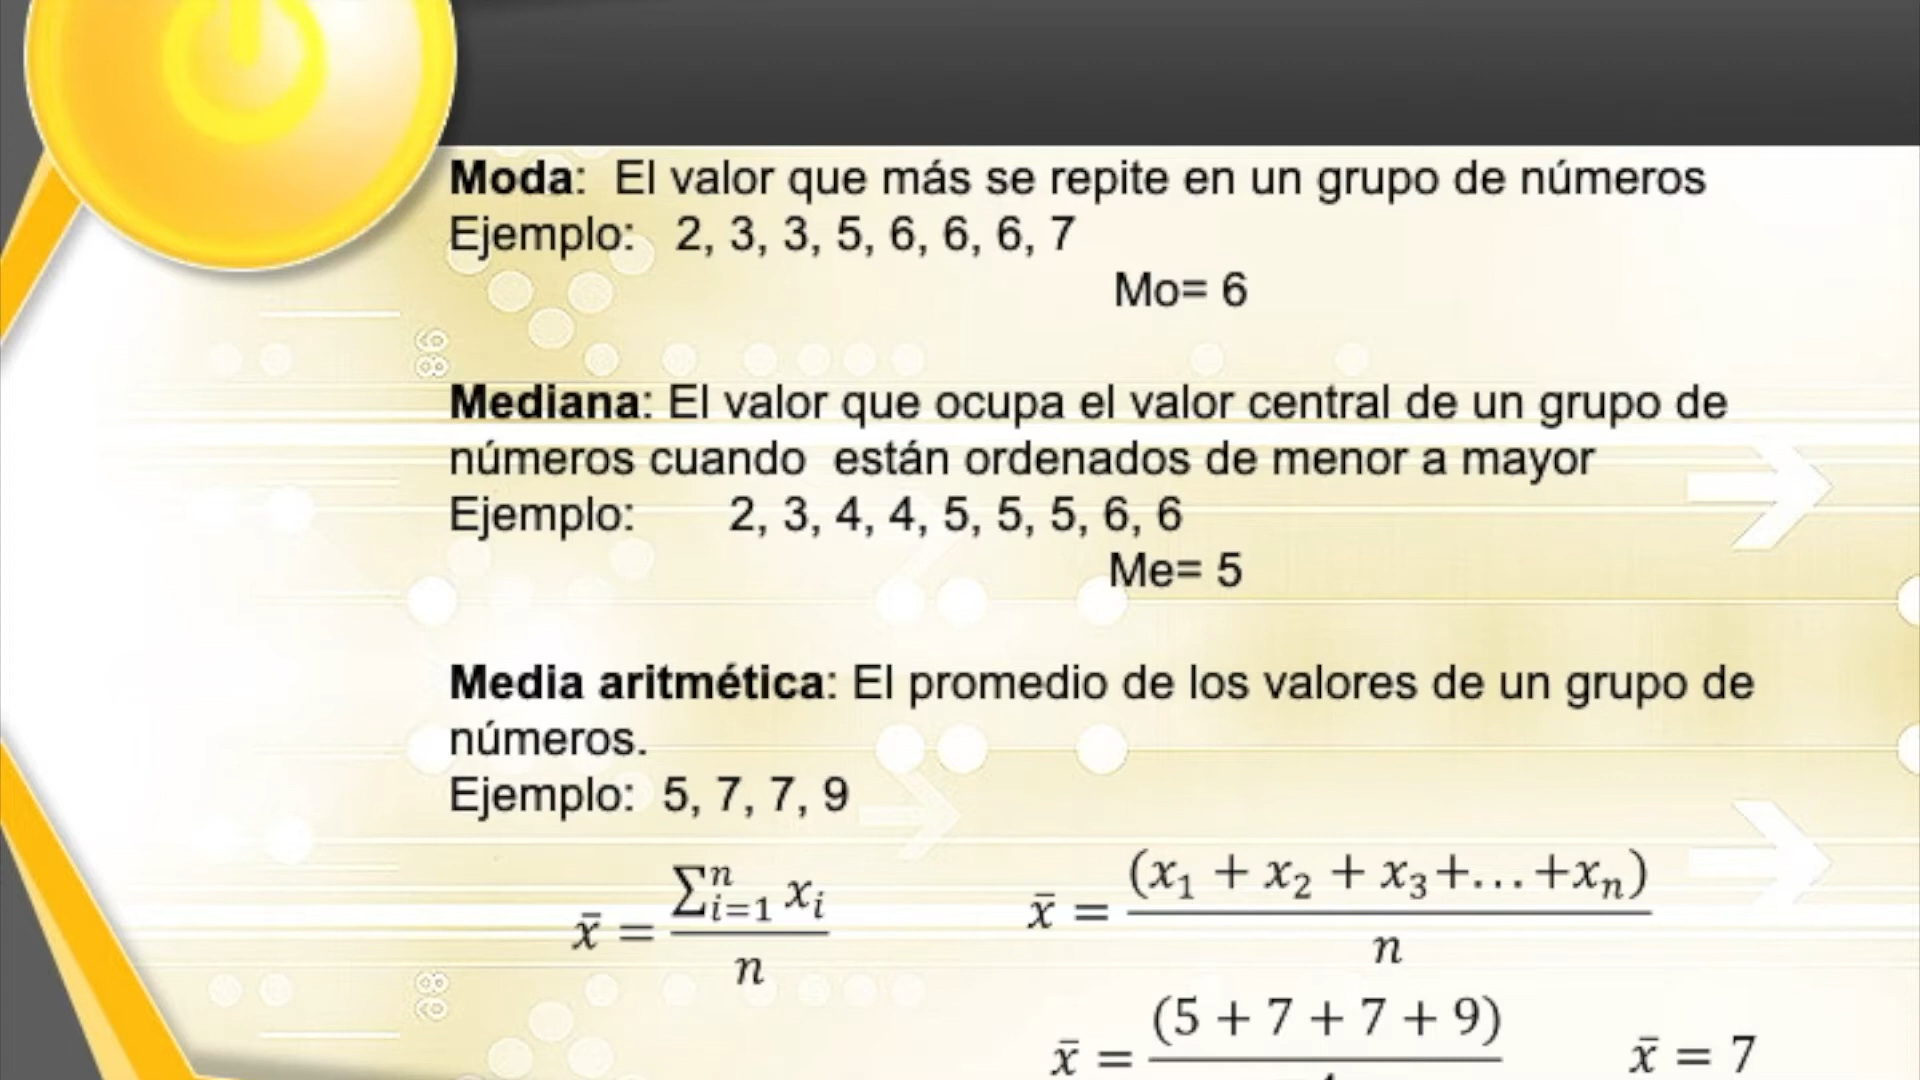 Moda: El valor que más se repite en un grupo de números
Ejemplo: 2, 3, 3, 5, 6, 6, 6, 7
Mo= 6
Mediana: El valor que ocupa el valor central de un grupo de
números cuando están ordenados de menor a mayor
Ejemplo: 2, 3, 4, 4, 5, 5, 5, 6, 6
Me= 5
Media aritmética: El promedio de los valores de un grupo de
números.
Ejemplo: 5, 7, 7, 9
x̄ = ∑ⁿᵢ₌₁ xᵢ / n
x̄ = (x₁ + x₂ + x₃+...+xₙ) / n
x̄ = (5 + 7 + 7 + 9)
x̄ = 7